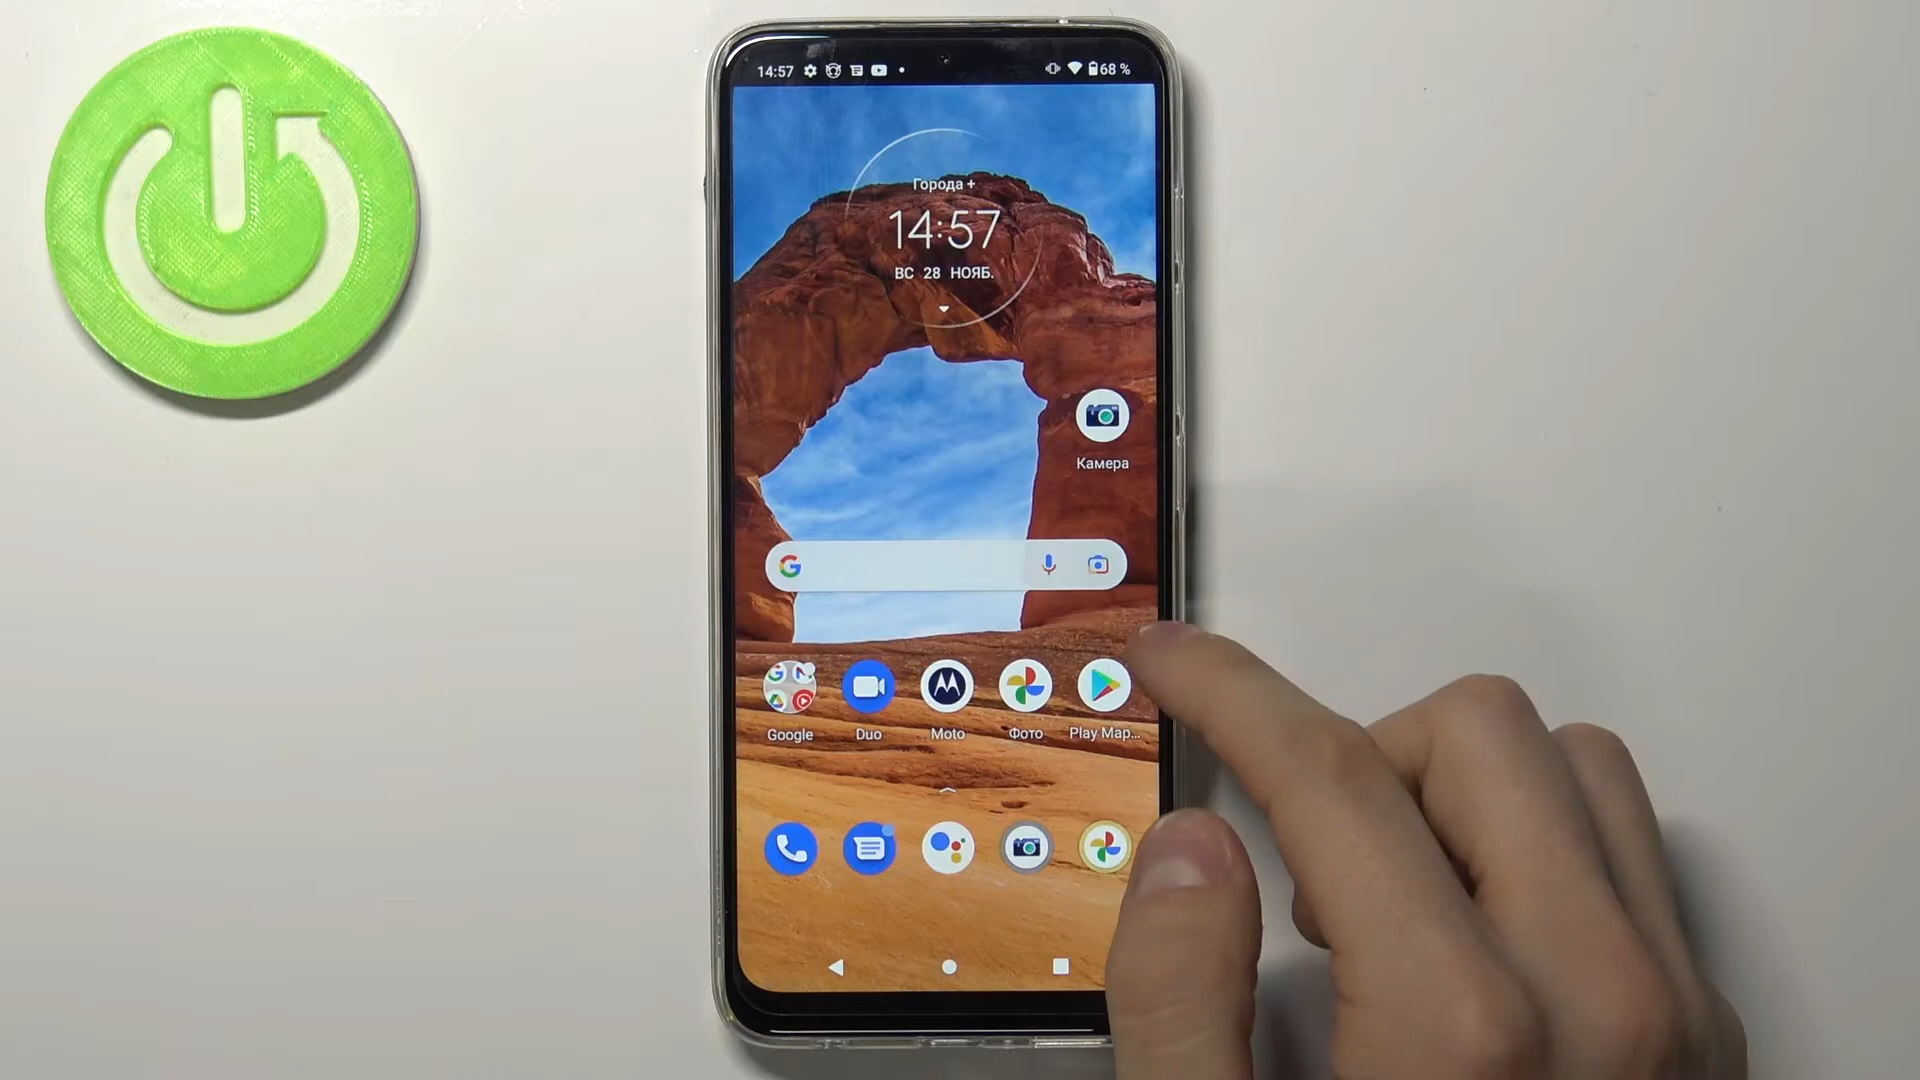 14:57
68 %
Города +
14:57
ВС 28 НОЯБ.
Камера
Google
Duo
Moto
Фото
Play Мар...